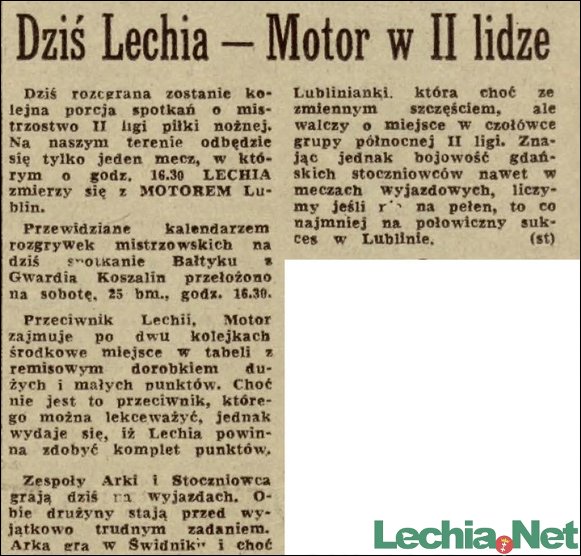 Dziś Lechia — Motor w II lidze
Dziś rozegrana zostanie ko-
lejna porcja spotkań o mis-
trzostwo II ligi piłki nożnej.
Na naszym terenie odbędzie
się tylko jeden mecz, w któ-
rym o godz. 16.30 LECHIA
zmierzy się z MOTOREM Lu-
blin.
Przewidziane kalendarzem
rozgrywek mistrzowskich na
dziś spotkanie Bałtyku z
Gwardia Koszalin przełożono
na sobotę, 25 bm., godz. 16.30.
Przeciwnik Lechii, Motor
zajmuje po dwu kolejkach
środkowe miejsce w tabeli z
remisowym dorobkiem du-
żych i małych punktów. Choć
nie jest to przeciwnik, które-
go można lekceważyć, jednak
wydaje się, iż Lechia powin-
na zdobyć komplet punktów.
Zespoły Arki i Stoczniowca
grają dziś na wyjazdach. O-
bie drużyny stają przed wy-
jątkowo trudnym zadaniem.
Arka gra w Świdniku i choć
Lublinianki, która choć ze
zmiennym szczęściem, ale
walczy o miejsce w czołówce
grupy północnej II ligi. Zna-
jąc jednak bojowość gdań-
skich stoczniowców nawet w
meczach wyjazdowych, liczy-
my jeśli na pełen, to co
najmniej na połowiczny suk-
ces w Lublinie. (st)
Lechia.Net